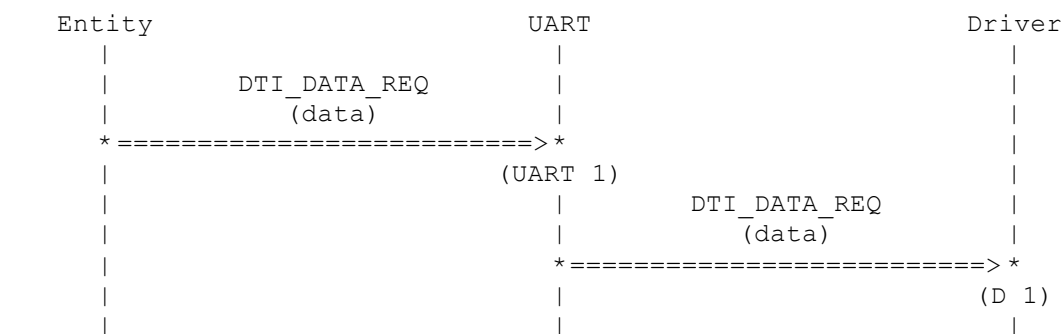 Entity UART Driver
| | |
| DTI_DATA_REQ | |
| (data) | |
* ==========================> * |
| (UART 1) |
| | DTI_DATA_REQ |
| | (data) |
| * ==========================> *
| | (D 1)
| | |